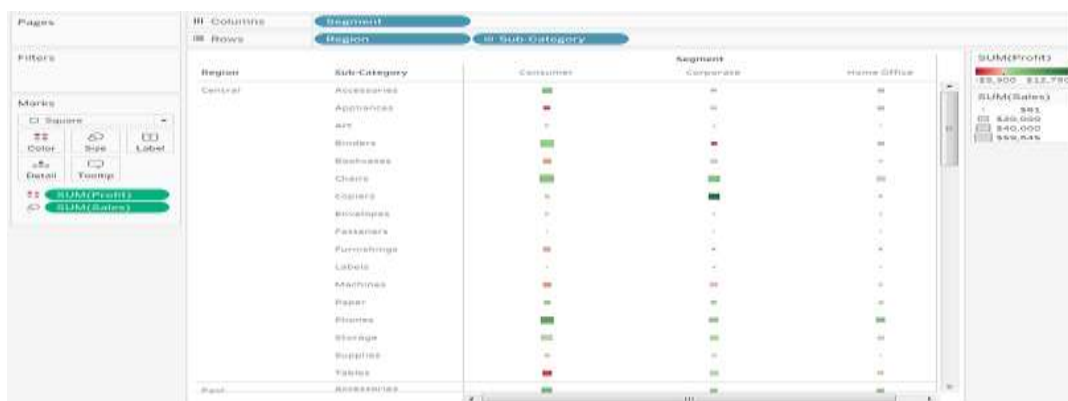 Pages
Columns
Segment
Rows
Region
Sub-Category
Filters
Segment
Region
Sub-Category
Consumer
Corporate
Home Office
SUM(Profit)
Central
Accessories
Appliances
SUM(Sales)
Marks
Art
$20,000
Square
Binders
$40,000
Color
Size
Label
Bookcases
Detail
Tooltip
Chairs
SUM(Profit)
Copiers
SUM(Sales)
Envelopes
Fasteners
Furnishings
Labels
Machines
Paper
Phones
Storage
Supplies
Tables
East
Accessories